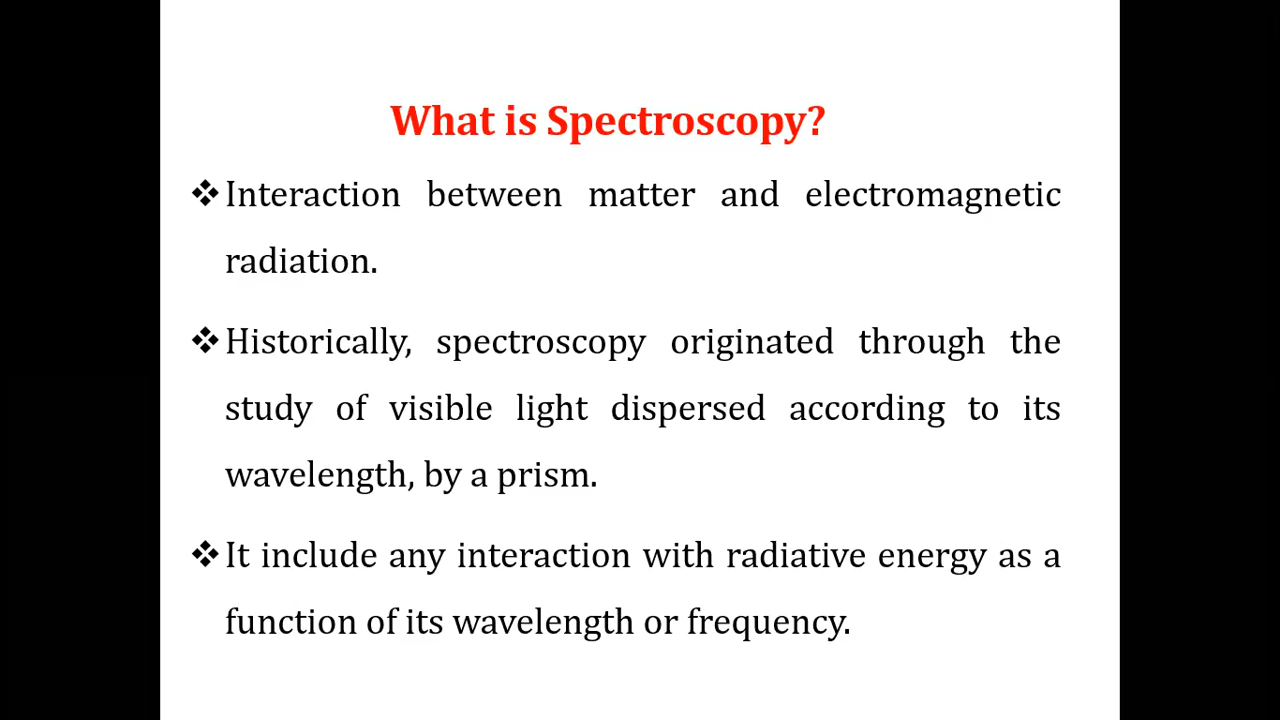 What is Spectroscopy?
❖Interaction between matter and electromagnetic
radiation.
❖Historically, spectroscopy originated through the
study of visible light dispersed according to its
wavelength, by a prism.
❖It include any interaction with radiative energy as a
function of its wavelength or frequency.